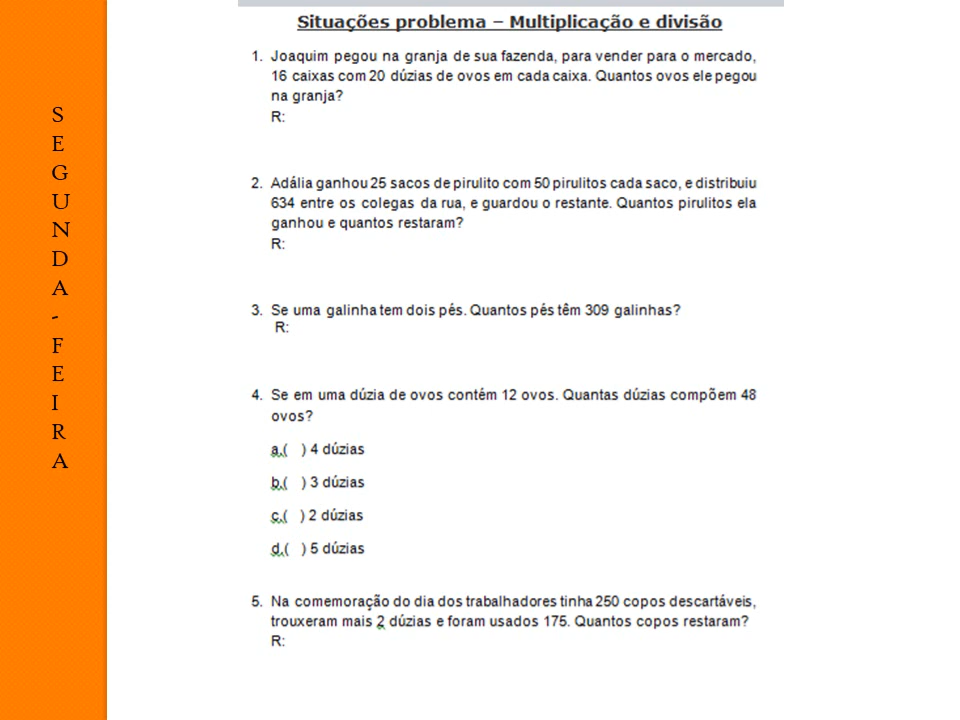 SEGUNDA-FEIRA
Situações problema – Multiplicação e divisão
1. Joaquim pegou na granja de sua fazenda, para vender para o mercado,
16 caixas com 20 dúzias de ovos em cada caixa. Quantos ovos ele pegou
na granja?
R:
2. Adália ganhou 25 sacos de pirulito com 50 pirulitos cada saco, e distribuiu
634 entre os colegas da rua, e guardou o restante. Quantos pirulitos ela
ganhou e quantos restaram?
R:
3. Se uma galinha tem dois pés. Quantos pés têm 309 galinhas?
R:
4. Se em uma dúzia de ovos contém 12 ovos. Quantas dúzias compõem 48
ovos?
a.( ) 4 dúzias
b.( ) 3 dúzias
c.( ) 2 dúzias
d.( ) 5 dúzias
5. Na comemoração do dia dos trabalhadores tinha 250 copos descartáveis,
trouxeram mais 2 dúzias e foram usados 175. Quantos copos restaram?
R: